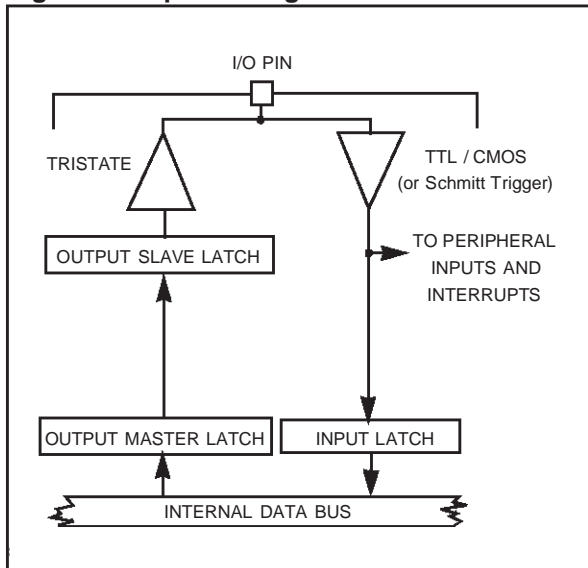 I/O PIN
TRISTATE
TTL / CMOS
(or Schmitt Trigger)
TO PERIPHERAL
INPUTS AND
INTERRUPTS
OUTPUT SLAVE LATCH
OUTPUT MASTER LATCH
INPUT LATCH
INTERNAL DATA BUS